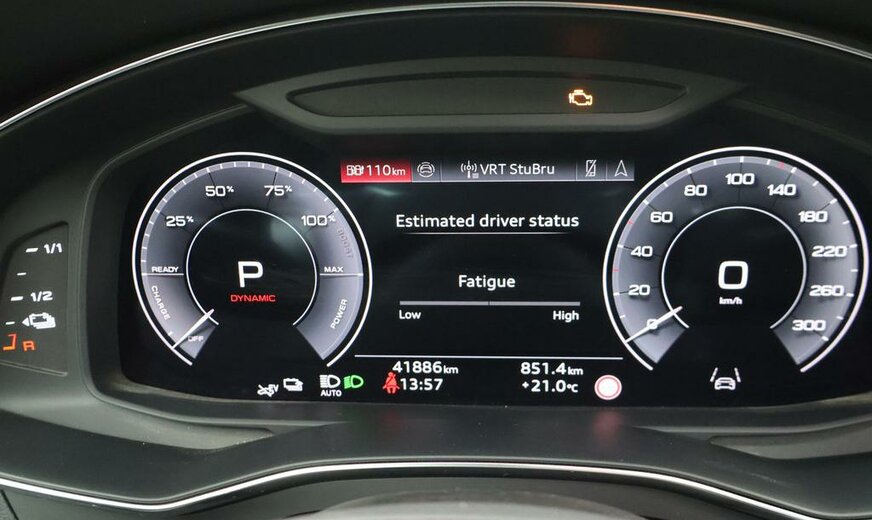 110km
VRT StuBru
50%
75%
25%
100%
BOOST
READY
MAX
CHARGE
POWER
OFF
P
DYNAMIC
Estimated driver status
Fatigue
Low
High
100
80
140
60
180
40
220
20
260
0
300
0
km/h
1/1
1/2
R
41886km
851.4km
13:57
+21.0°C
EV
AUTO